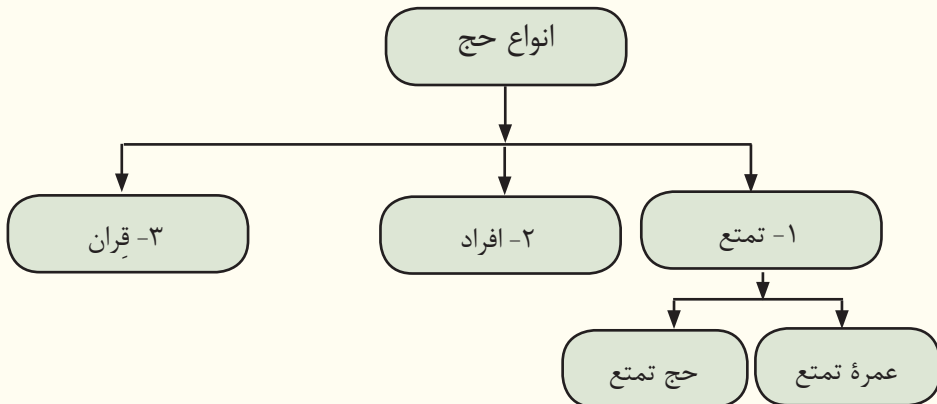 انواع حج
۱- تمتع
۲- افراد
۳- قِران
عمرهٔ تمتع
حج تمتع